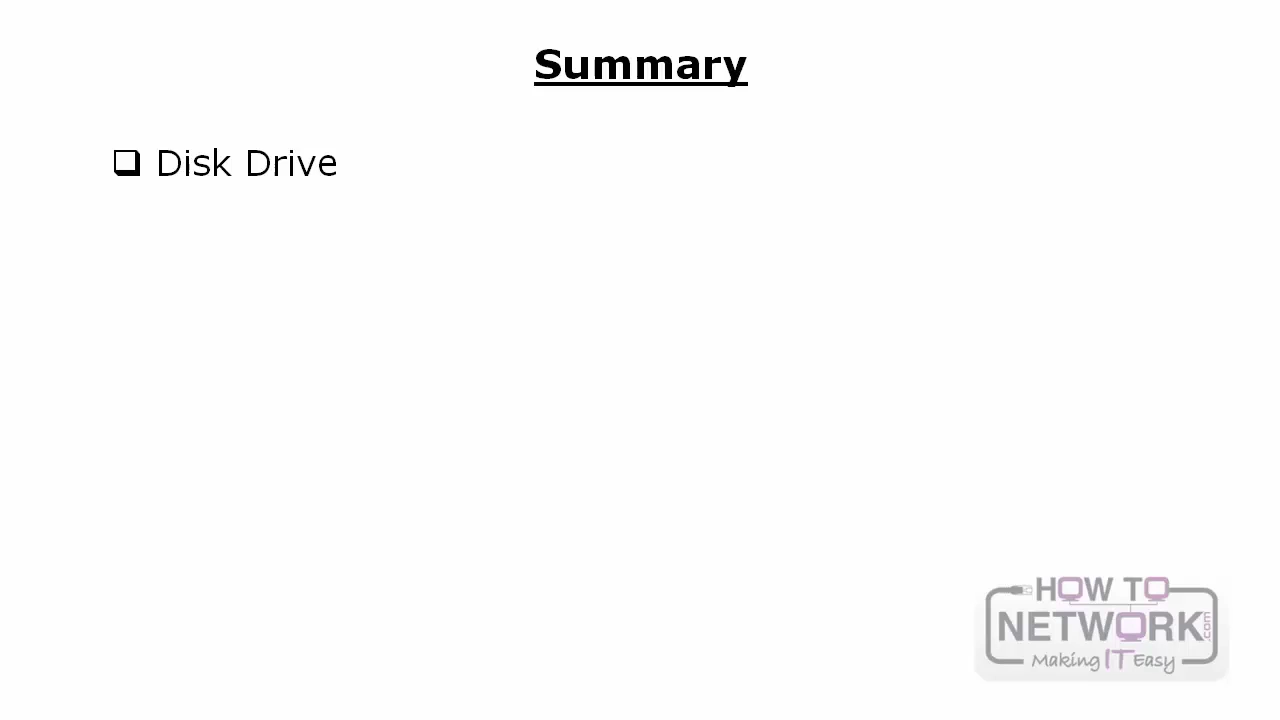 Summary
Disk Drive
HOW TO
NETWORK.com
Making IT Easy